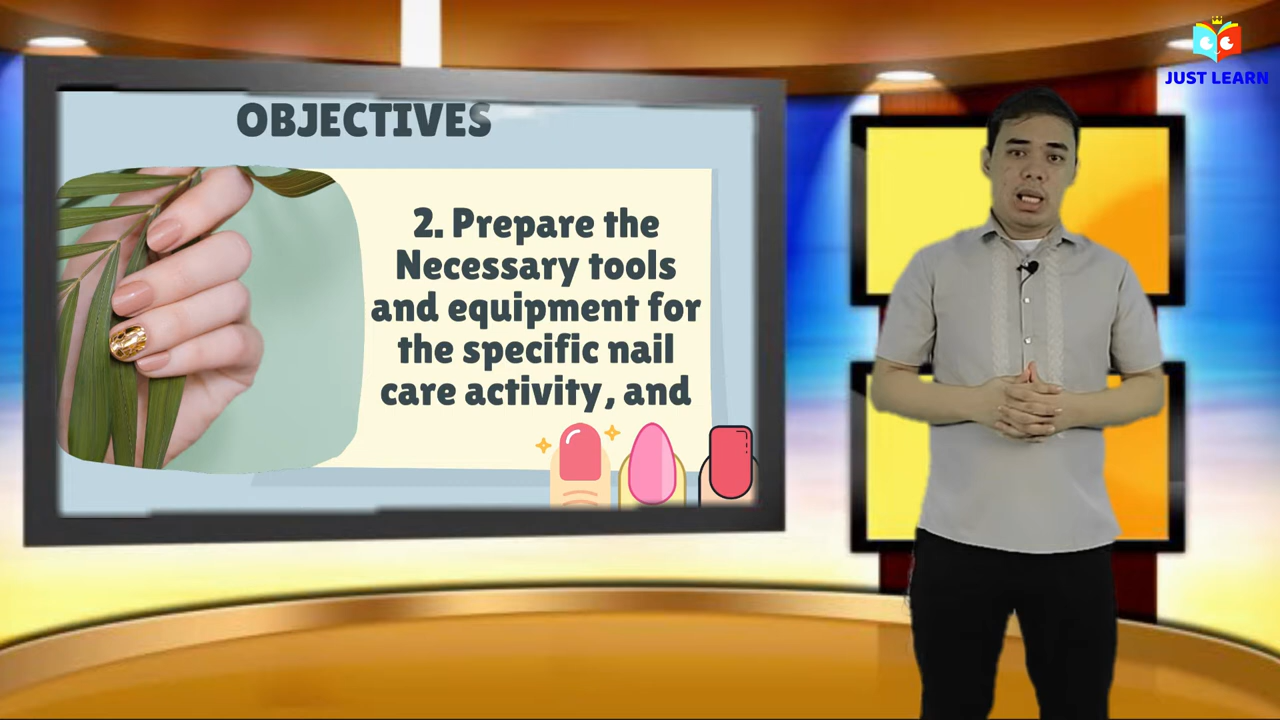 OBJECTIVES
2. Prepare the
Necessary tools
and equipment for
the specific nail
care activity, and
JUST LEARN